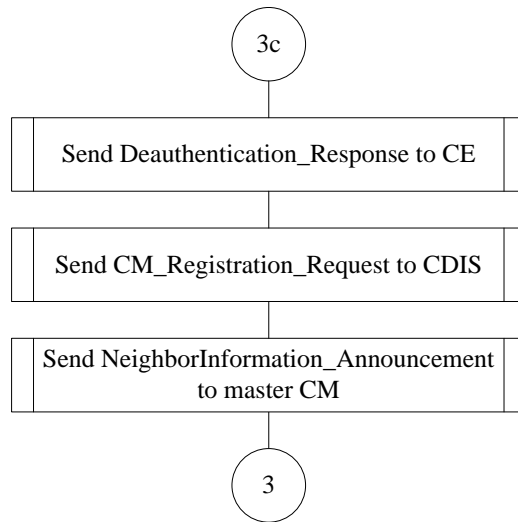 3c
Send Deauthentication_Response to CE
Send CM_Registration_Request to CDIS
Send NeighborInformation_Announcement
to master CM
3